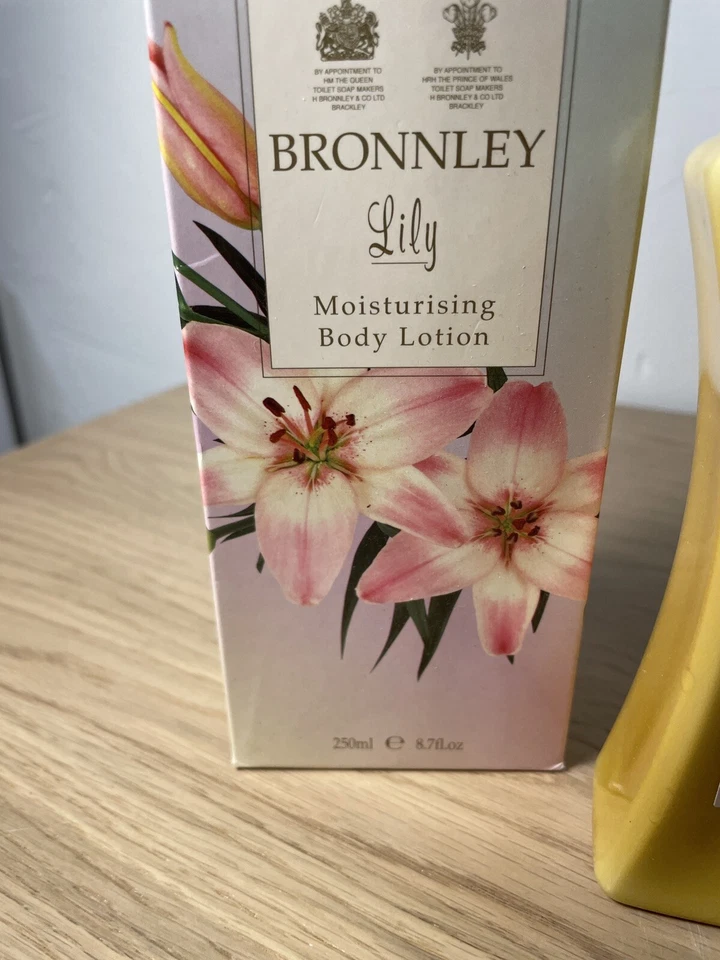 BY APPOINTMENT TO
HM THE QUEEN
TOILET SOAP MAKERS
H BRONNLEY & CO LTD
BRACKLEY
BY APPOINTMENT TO
HRH THE PRINCE OF WALES
TOILET SOAP MAKERS
H BRONNLEY & CO LTD
BRACKLEY
BRONNLEY
Lily
Moisturising
Body Lotion
250ml ℮ 8.7fl.oz